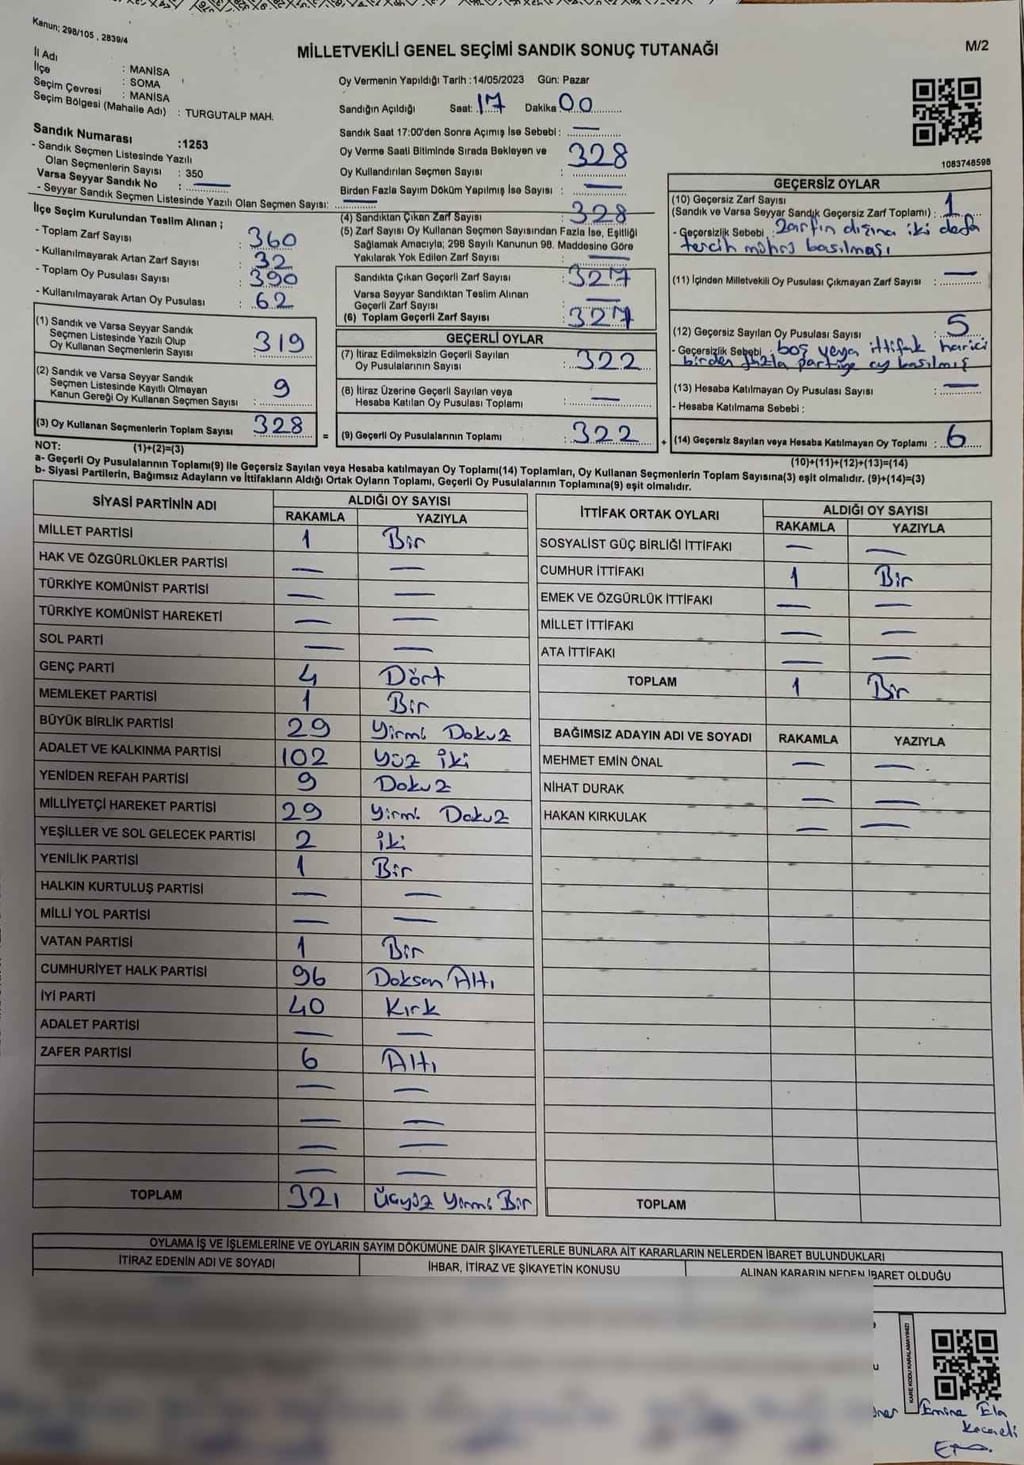 Kanun; 298/105 , 2839/4
MİLLETVEKİLİ GENEL SEÇİMİ SANDIK SONUÇ TUTANAĞI
M/2
İl Adı : MANİSA
İlçe : SOMA
Seçim Çevresi : MANİSA
Seçim Bölgesi (Mahalle Adı) : TURGUTALP MAH.
Oy Vermenin Yapıldığı Tarih :14/05/2023 Gün: Pazar
Sandığın Açıldığı Saat: 17 Dakika 00
Sandık Saat 17:00'den Sonra Açımış İse Sebebi : —
Oy Verme Saati Bitiminde Sırada Bekleyen ve
Oy Kullandırılan Seçmen Sayısı : 328
Birden Fazla Sayım Döküm Yapılmış İse Sayısı : —
1083748598
Sandık Numarası :1253
- Sandık Seçmen Listesinde Yazılı
Olan Seçmenlerin Sayısı : 350
Varsa Seyyar Sandık No : —
- Seyyar Sandık Seçmen Listesinde Yazılı Olan Seçmen Sayısı: —
İlçe Seçim Kurulundan Teslim Alınan ;
- Toplam Zarf Sayısı : 360
- Kullanılmayarak Artan Zarf Sayısı : 32
- Toplam Oy Pusulası Sayısı : 390
- Kullanılmayarak Artan Oy Pusulası : 62
(1) Sandık ve Varsa Seyyar Sandık
Seçmen Listesinde Yazılı Olup
Oy Kullanan Seçmenlerin Sayısı : 319
(2) Sandık ve Varsa Seyyar Sandık
Seçmen Listesinde Kayıtlı Olmayan
Kanun Gereği Oy Kullanan Seçmen Sayısı : 9
(3) Oy Kullanan Seçmenlerin Toplam Sayısı : 328
(4) Sandıktan Çıkan Zarf Sayısı : 328
(5) Zarf Sayısı Oy Kullanan Seçmen Sayısından Fazla İse, Eşitliği
Sağlamak Amacıyla; 298 Sayılı Kanunun 98. Maddesine Göre
Yakılarak Yok Edilen Zarf Sayısı : —
Sandıkta Çıkan Geçerli Zarf Sayısı : 327
Varsa Seyyar Sandıktan Teslim Alınan
Geçerli Zarf Sayısı : —
(6) Toplam Geçerli Zarf Sayısı : 327
GEÇERLİ OYLAR
(7) İtiraz Edilmeksizin Geçerli Sayılan
Oy Pusulasının Sayısı : 322
(8) İtiraz Üzerine Geçerli Sayılan veya
Hesaba Katılan Oy Pusulası Toplamı : —
= (9) Geçerli Oy Pusulalarının Toplamı : 322
GEÇERSİZ OYLAR
(10) Geçersiz Zarf Sayısı
(Sandık ve Varsa Seyyar Sandık Geçersiz Zarf Toplamı) : 1
- Geçersizlik Sebebi : Zarfın dışına iki defa
tercih mührü basılması
(11) İçinden Milletvekili Oy Pusulası Çıkmayan Zarf Sayısı : —
(12) Geçersiz Sayılan Oy Pusulası Sayısı : 5
- Geçersizlik Sebebi : boş veya ittifak harici
birden fazla partiye oy basılmış
(13) Hesaba Katılmayan Oy Pusulası Sayısı : —
- Hesaba Katılmama Sebebi :
+ (14) Geçersiz Sayılan veya Hesaba Katılmayan Oy Toplamı : 6
NOT: (1)+(2)=(3)
(10)+(11)+(12)+(13)=(14)
a- Geçerli Oy Pusulalarının Toplamı(9) ile Geçersiz Sayılan veya Hesaba katılmayan Oy Toplamı(14) Toplamları, Oy Kullanan Seçmenlerin Toplam Sayısına(3) eşit olmalıdır. (9)+(14)=(3)
b- Siyasi Partilerin, Bağımsız Adayların ve İttifakların Aldığı Ortak Oyların Toplamı, Geçerli Oy Pusulalarının Toplamına(9) eşit olmalıdır.
SİYASİ PARTİNİN ADI ALDIĞI OY SAYISI
RAKAMLA YAZIYLA
MİLLET PARTİSİ 1 Bir
HAK VE ÖZGÜRLÜKLER PARTİSİ — —
TÜRKİYE KOMÜNİST PARTİSİ — —
TÜRKİYE KOMÜNİST HAREKETİ — —
SOL PARTİ — —
GENÇ PARTİ 4 Dört
MEMLEKET PARTİSİ 1 Bir
BÜYÜK BİRLİK PARTİSİ 29 Yirmi Dokuz
ADALET VE KALKINMA PARTİSİ 102 Yüz İki
YENİDEN REFAH PARTİSİ 9 Dokuz
MİLLİYETÇİ HAREKET PARTİSİ 29 Yirmi Dokuz
YEŞİLLER VE SOL GELECEK PARTİSİ 2 İki
YENİLİK PARTİSİ 1 Bir
HALKIN KURTULUŞ PARTİSİ — —
MİLLİ YOL PARTİSİ — —
VATAN PARTİSİ 1 Bir
CUMHURİYET HALK PARTİSİ 96 Doksan Altı
İYİ PARTİ 40 Kırk
ADALET PARTİSİ — —
ZAFER PARTİSİ 6 Altı
— —
— —
— —
— —
TOPLAM 321 Üçyüz Yirmi Bir
İTTİFAK ORTAK OYLARI ALDIĞI OY SAYISI
RAKAMLA YAZIYLA
SOSYALİST GÜÇ BİRLİĞİ İTTİFAKI — —
CUMHUR İTTİFAKI 1 Bir
EMEK VE ÖZGÜRLÜK İTTİFAKI — —
MİLLET İTTİFAKI — —
ATA İTTİFAKI — —
TOPLAM 1 Bir
BAĞIMSIZ ADAYIN ADI VE SOYADI RAKAMLA YAZIYLA
MEHMET EMİN ÖNAL — —
NİHAT DURAK — —
HAKAN KIRKULAK — —
TOPLAM
OYLAMA İŞ VE İŞLEMLERİNE VE OYLARIN SAYIM DÖKÜMÜNE DAİR ŞİKAYETLERLE BUNLARA AİT KARARLARIN NELERDEN İBARET BULUNDUKLARI
İTİRAZ EDENİN ADI VE SOYADI İHBAR, İTİRAZ VE ŞİKAYETİN KONUSU ALINAN KARARIN NEDEN İBARET OLDUĞU
KARE KODU KARALAMAYINIZ!
Emine Ela
Kocaeli